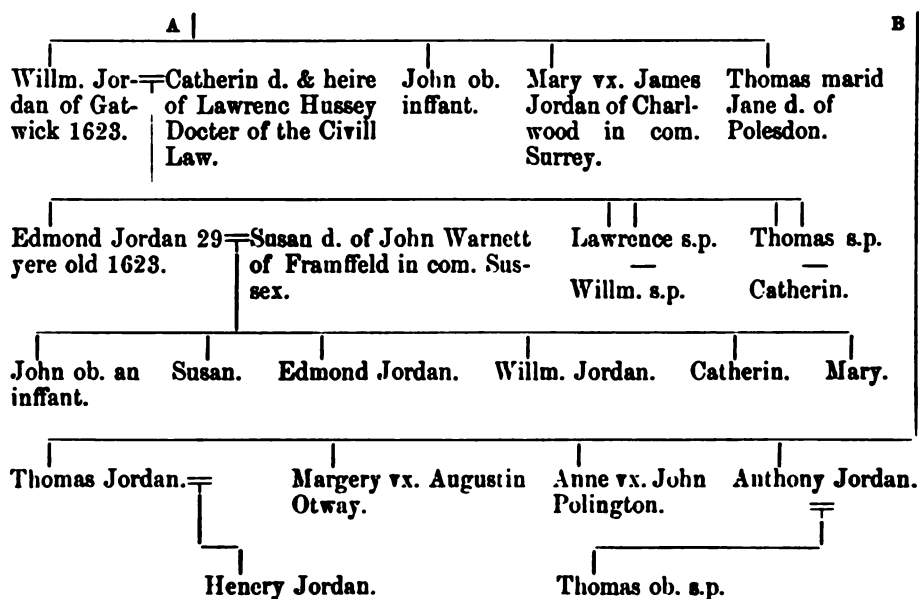 A B
Willm. Jor-
dan of Gat-
wick 1623.
Catherin d. & heire
of Lawrenc Hussey
Docter of the Civill
Law.
John ob.
inffant.
Mary vx. James
Jordan of Charl-
wood in com.
Surrey.
Thomas marid
Jane d. of
Polesdon.
Edmond Jordan 29
yere old 1623.
Susan d. of John Warnett
of Framffeld in com. Sus-
sex.
Lawrence s.p.
Willm. s.p.
Thomas s.p.
Catherin.
John ob. an
inffant.
Susan.
Edmond Jordan.
Willm. Jordan.
Catherin.
Mary.
Thomas Jordan.
Margery vx. Augustin
Otway.
Anne vx. John
Polington.
Anthony Jordan.
Hencry Jordan.
Thomas ob. s.p.